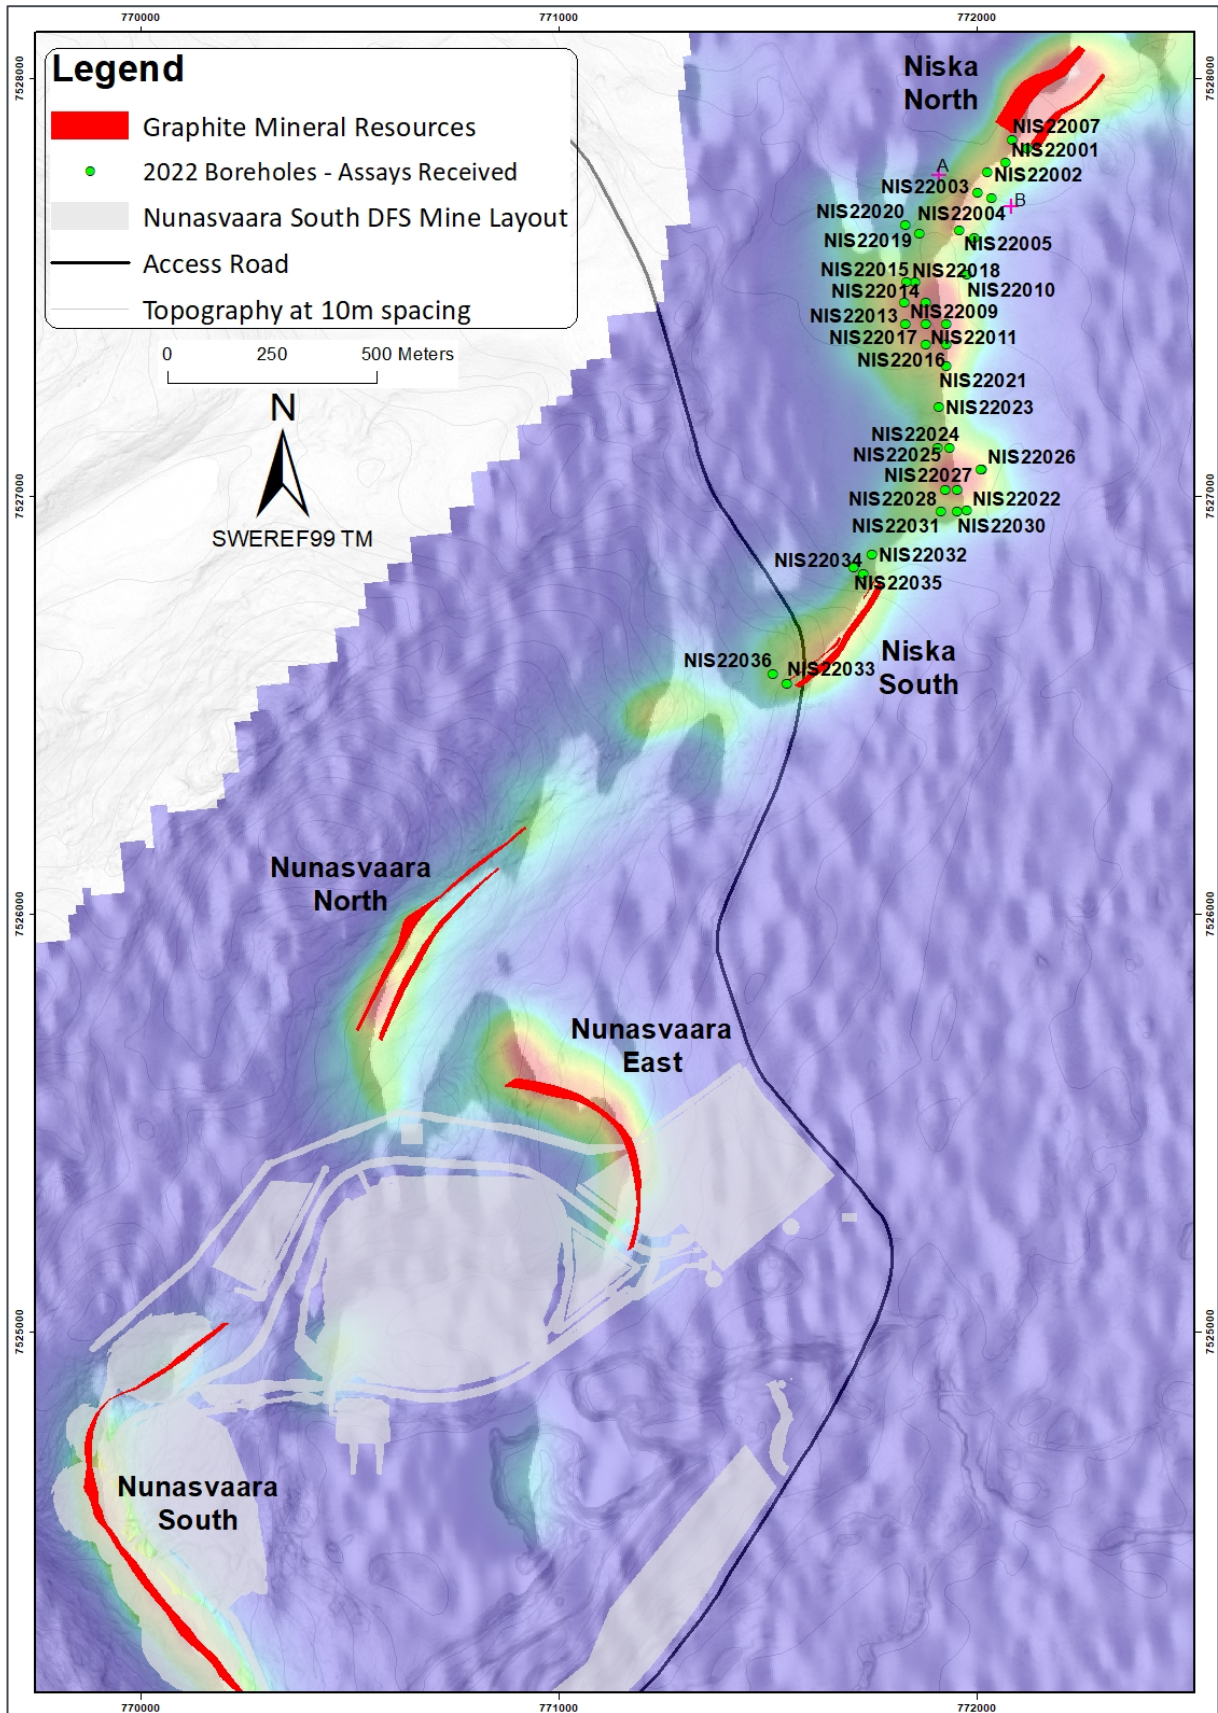 770000
771000
772000
Legend
Graphite Mineral Resources
2022 Boreholes - Assays Received
Nunasvaara South DFS Mine Layout
Access Road
Topography at 10m spacing
0
250
500 Meters
N
SWEREF99 TM
7528000
7528000
Niska
North
NIS22007
NIS22001
A
NIS22002
NIS22003
B
NIS22020
NIS22004
NIS22019
NIS22005
NIS22015
NIS22018
NIS22014
NIS22010
NIS22013
NIS22009
NIS22017
NIS22011
NIS22016
NIS22021
NIS22023
NIS22024
NIS22025
NIS22026
NIS22027
7527000
7527000
NIS22028
NIS22022
NIS22031
NIS22030
NIS22034
NIS22032
NIS22035
Niska
South
NIS22036
NIS22033
Nunasvaara
North
7526000
7526000
Nunasvaara
East
7525000
7525000
Nunasvaara
South
770000
771000
772000